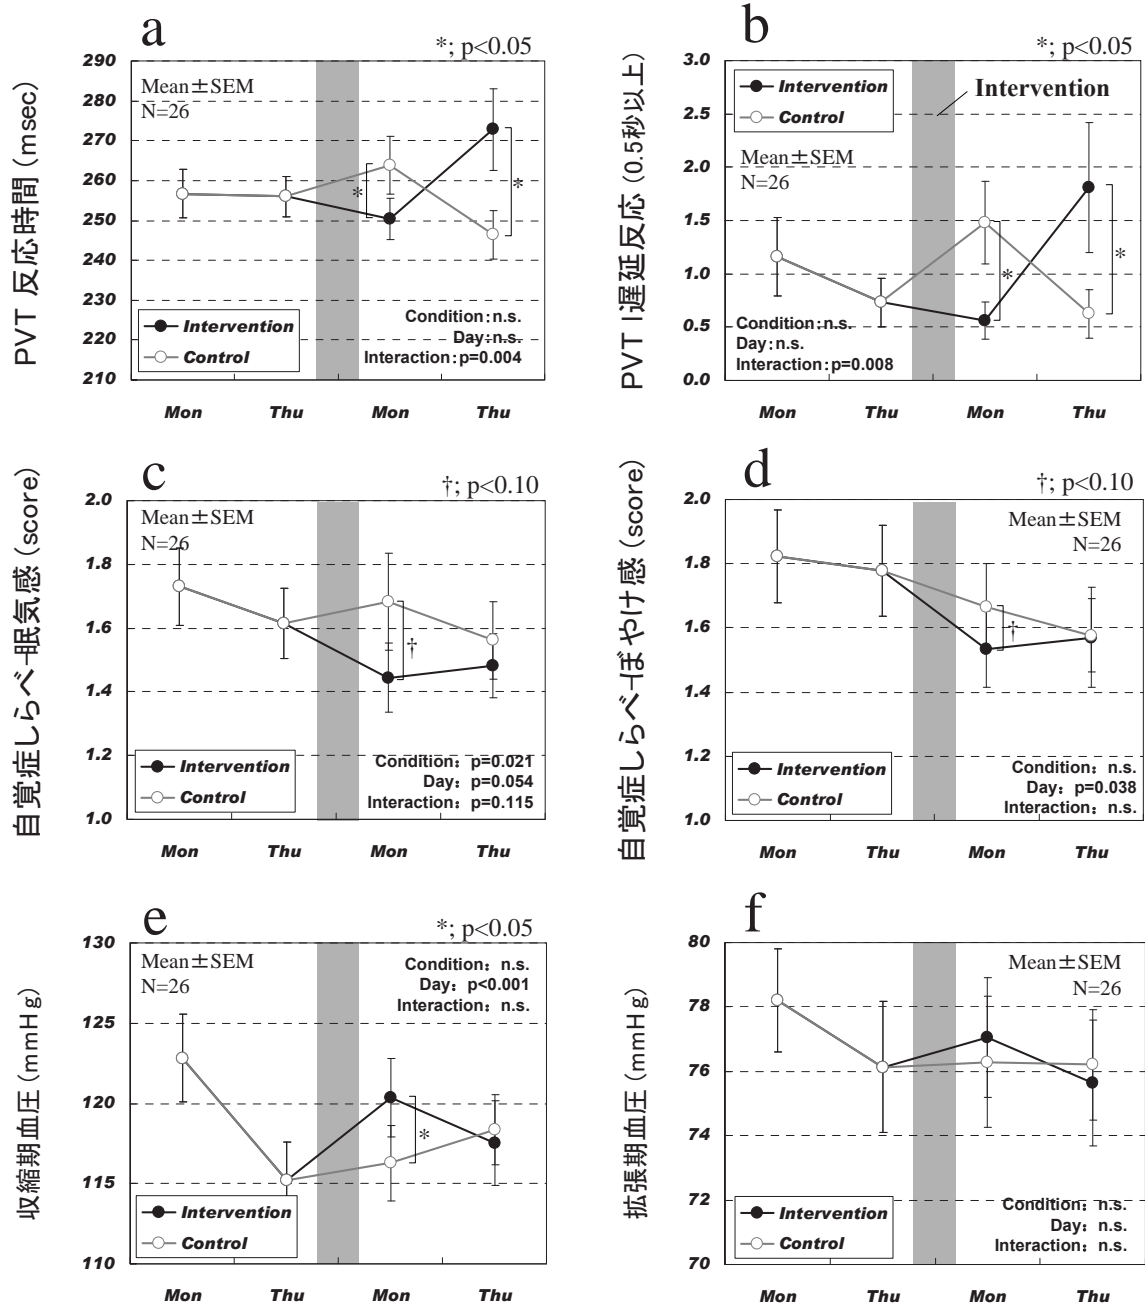 a
*; p<0.05
PVT 反応時間 (msec)
290
280
270
260
250
240
230
220
210
Mean±SEM
N=26
*
*
Intervention
Control
Condition:n.s.
Day:n.s.
Interaction:p=0.004
Mon Thu Mon Thu
b
*; p<0.05
PVT |遅延反応 (0.5秒以上)
3.0
2.5
2.0
1.5
1.0
0.5
0.0
Intervention
Control
Intervention
Mean±SEM
N=26
*
*
Condition:n.s.
Day:n.s.
Interaction:p=0.008
Mon Thu Mon Thu
c
†; p<0.10
自覚症しらべ-眠気感 (score)
2.0
1.8
1.6
1.4
1.2
1.0
Mean±SEM
N=26
†
Intervention
Control
Condition: p=0.021
Day: p=0.054
Interaction: p=0.115
Mon Thu Mon Thu
d
†; p<0.10
自覚症しらべ-ぼやけ感 (score)
2.0
1.8
1.6
1.4
1.2
1.0
Mean±SEM
N=26
†
Intervention
Control
Condition: n.s.
Day: p=0.038
Interaction: n.s.
Mon Thu Mon Thu
e
*; p<0.05
収縮期血圧 (mmHg)
130
125
120
115
110
Mean±SEM
N=26
Condition: n.s.
Day: p<0.001
Interaction: n.s.
*
Intervention
Control
Mon Thu Mon Thu
f
拡張期血圧 (mmHg)
80
78
76
74
72
70
Mean±SEM
N=26
Intervention
Control
Condition: n.s.
Day: n.s.
Interaction: n.s.
Mon Thu Mon Thu